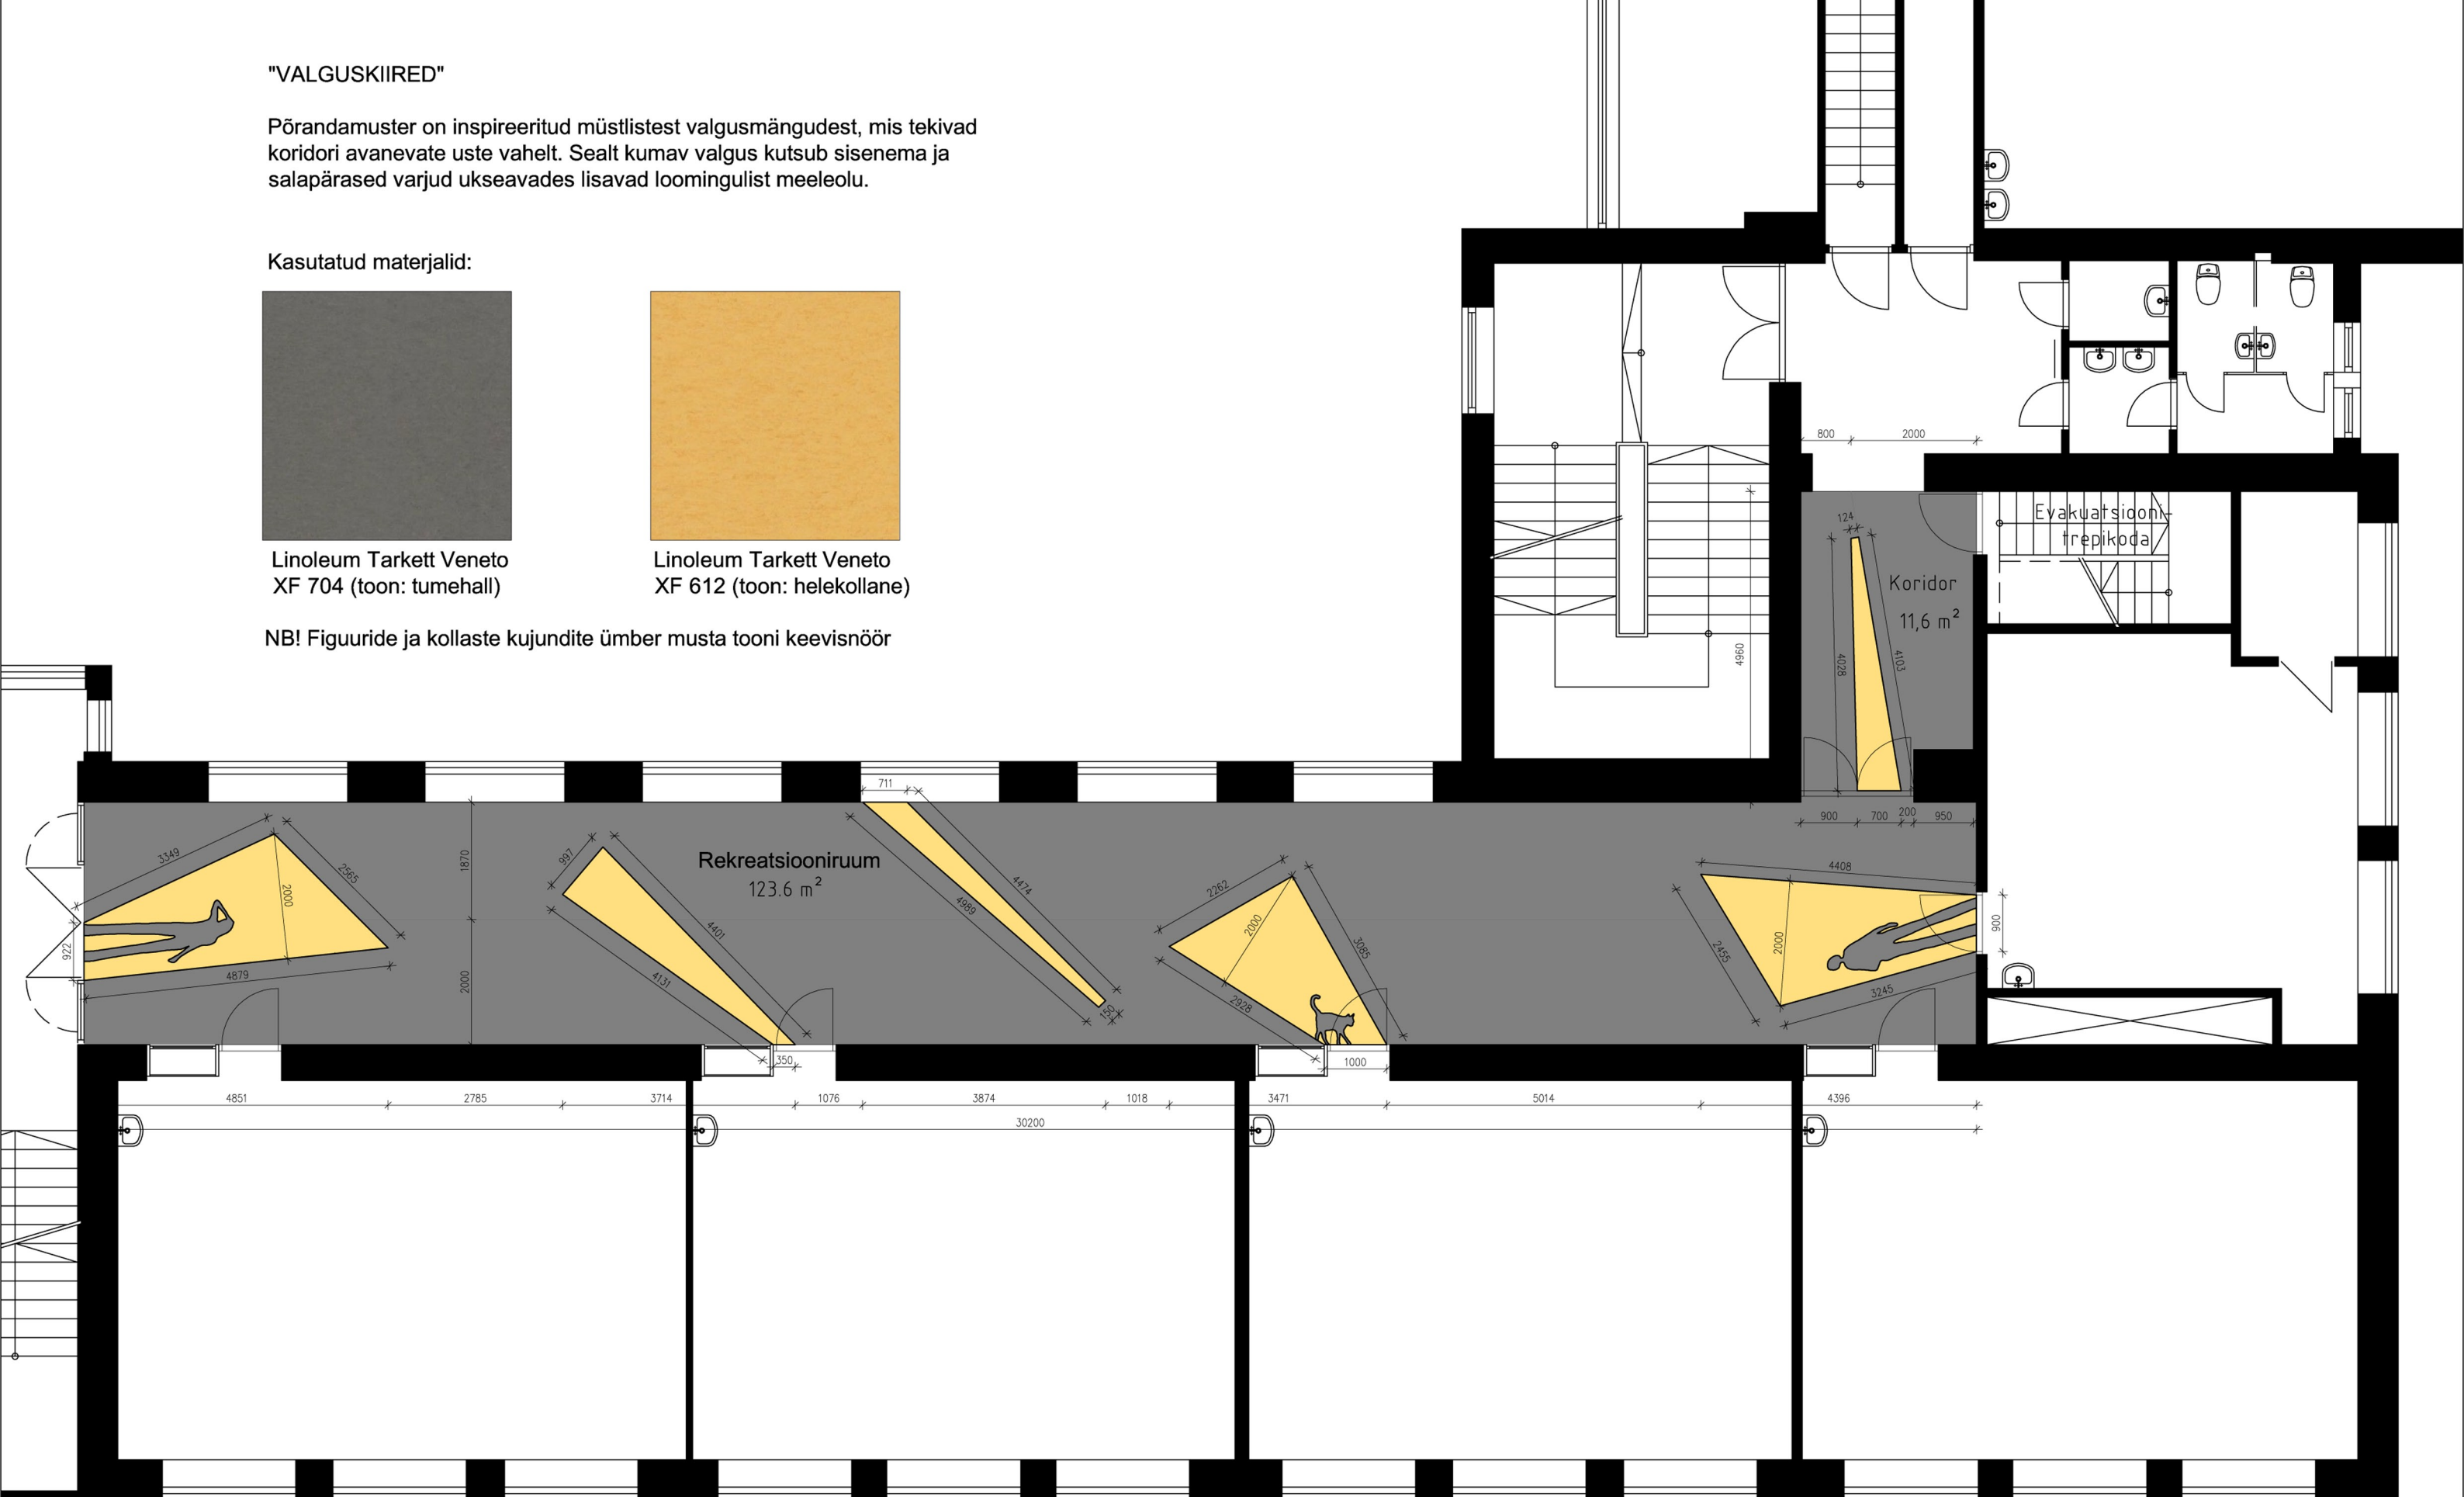 "VALGUSKIIRED"
Põrandamuster on inspireeritud müstlistest valgusmängudest, mis tekivad
koridori avanevate uste vahelt. Sealt kumav valgus kutsub sisenema ja
salapärased varjud ukseavades lisavad loomingulist meeleolu.
Kasutatud materjalid:
Linoleum Tarkett Veneto
XF 704 (toon: tumehall)
Linoleum Tarkett Veneto
XF 612 (toon: helekollane)
NB! Figuuride ja kollaste kujundite ümber musta tooni keevisnöör
800
2000
Evakuatsiooni-
trepikoda
124
Koridor
11,6 m²
4028
4103
4960
900
700
200
950
711
3349
2565
2000
922
4879
1870
2000
997
4401
4131
350
Rekreatsiooniruum
123.6 m²
4474
4989
150
2262
2000
3085
2928
1000
4408
2455
2000
3245
900
4851
2785
3714
1076
3874
1018
3471
5014
4396
30200